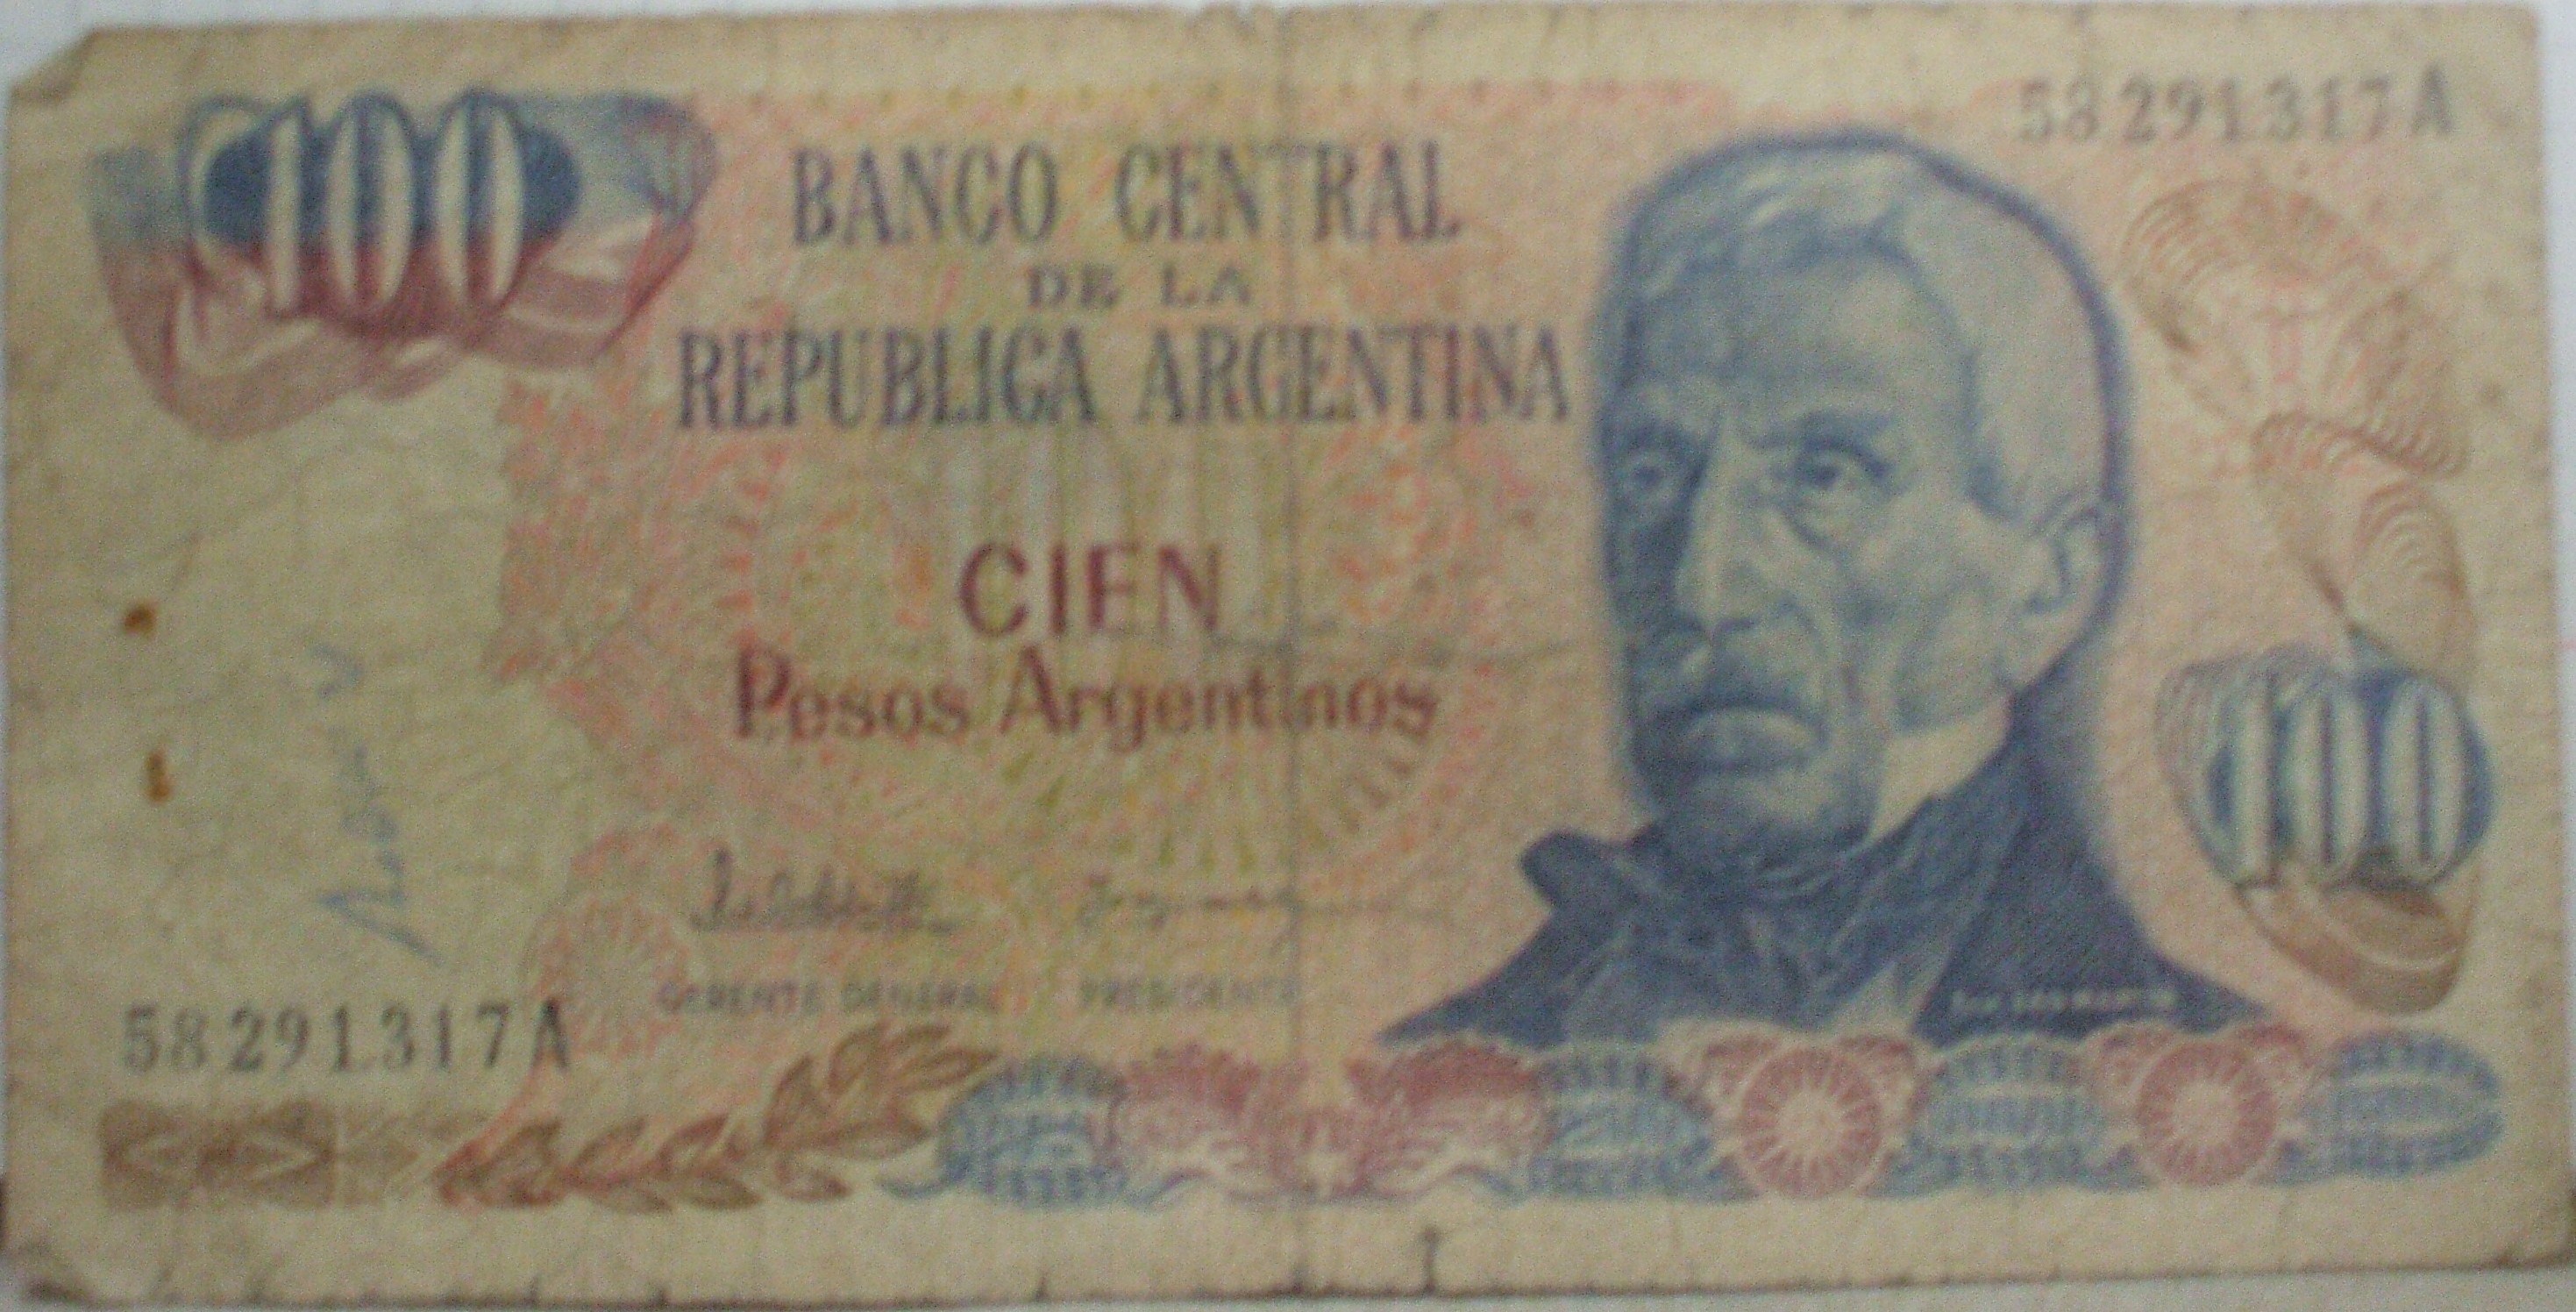 100
58291317A
BANCO CENTRAL
DE LA
REPUBLICA ARGENTINA
CIEN
Pesos Argentinos
100
GERENTE GENERAL PRESIDENTE
58291317A